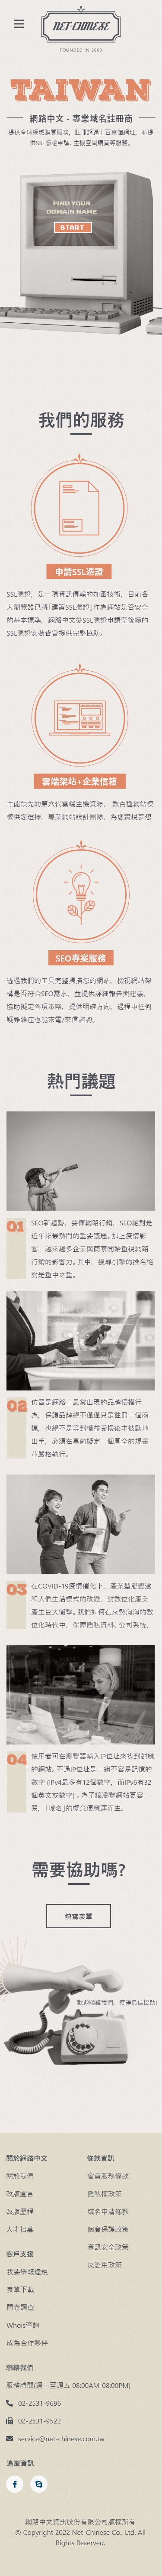 NET-CHINESE
FOUNDED IN 2000
TAIWAN
網路中文 - 專業域名註冊商
提供全球網域購買服務，註冊超過上百萬個網址，並提
供SSL憑證申請、主機空間購買等服務。
FIND YOUR
DOMAIN NAME
START
我們的服務
申請SSL憑證
SSL憑證，是一項資訊傳輸的加密技術，目前各
大瀏覽器已將「建置SSL憑證」作為網站是否安全
的基本標準，網路中文從SSL憑證申請至後續的
SSL憑證安裝皆會提供完整協助。
雲端架站+企業信箱
性能領先的第六代雲端主機資源， 數百種網站模
板供您選擇，專業網站設計團隊，為您實現夢想
SEO專案服務
透過我們的工具完整掃描您的網站，檢視網站架
構是否符合SEO需求，並提供詳細報告與建議，
協助擬定各項策略，提供明確方向，過程中任何
疑難雜症也能來電/來信諮詢。
熱門議題
01
SEO新趨勢，要懂網路行銷，SEO絕對是
近年來最熱門的重要議題。加上疫情影
響，越來越多企業與商家開始重視網路
行銷的影響力。其中，搜尋引擎的排名絕
對是重中之重。
02
仿冒是網路上最常出現的品牌侵權行
為，保護品牌絕不僅僅只是註冊一個商
標，也絕不是等到權益受損後才被動地
出手，必須在事前擬定一個周全的規畫
並嚴格執行。
03
在COVID-19疫情催化下，產業型態變遷
和人們生活模式的改變，對數位化產業
產生巨大衝擊。我們如何在來勢洶洶的數
位化時代中，保障隱私資料、公司系統，
04
使用者可在瀏覽器輸入IP位址來找到對應
的網站。不過IP位址是一組不容易記憶的
數字 (IPv4最多有12個數字，而IPv6有32
個英文或數字) 。為了讓瀏覽網站更容
易，「域名」的概念便應運而生。
需要協助嗎?
填寫表單
歡迎聯絡我們，獲得最佳協助!
關於網路中文
關於我們
改版宣言
改版歷程
人才招募
條款資訊
會員服務條款
隱私權政策
域名申請條款
個資保護政策
資訊安全政策
反濫用政策
客戶支援
我要舉報違規
表單下載
問卷調查
Whois查詢
成為合作夥伴
聯絡我們
服務時間(週一至週五 08:00AM-08:00PM)
02-2531-9696
02-2531-9522
service@net-chinese.com.tw
追蹤資訊
網路中文資訊股份有限公司版權所有
© Copyright 2022 Net-Chinese Co., Ltd. All
Rights Reserved.